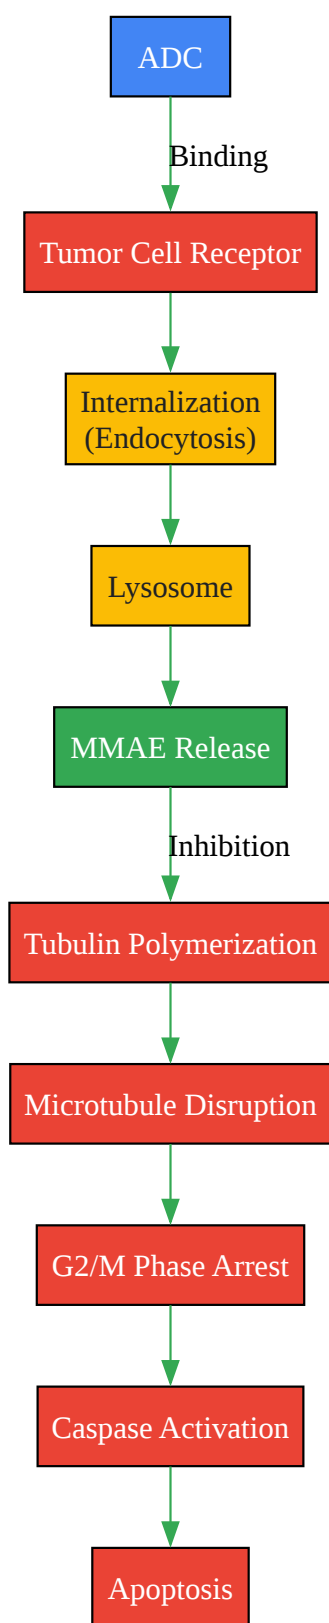 ADC
Binding
Tumor Cell Receptor
Internalization
(Endocytosis)
Lysosome
MMAE Release
Inhibition
Tubulin Polymerization
Microtubule Disruption
G2/M Phase Arrest
Caspase Activation
Apoptosis